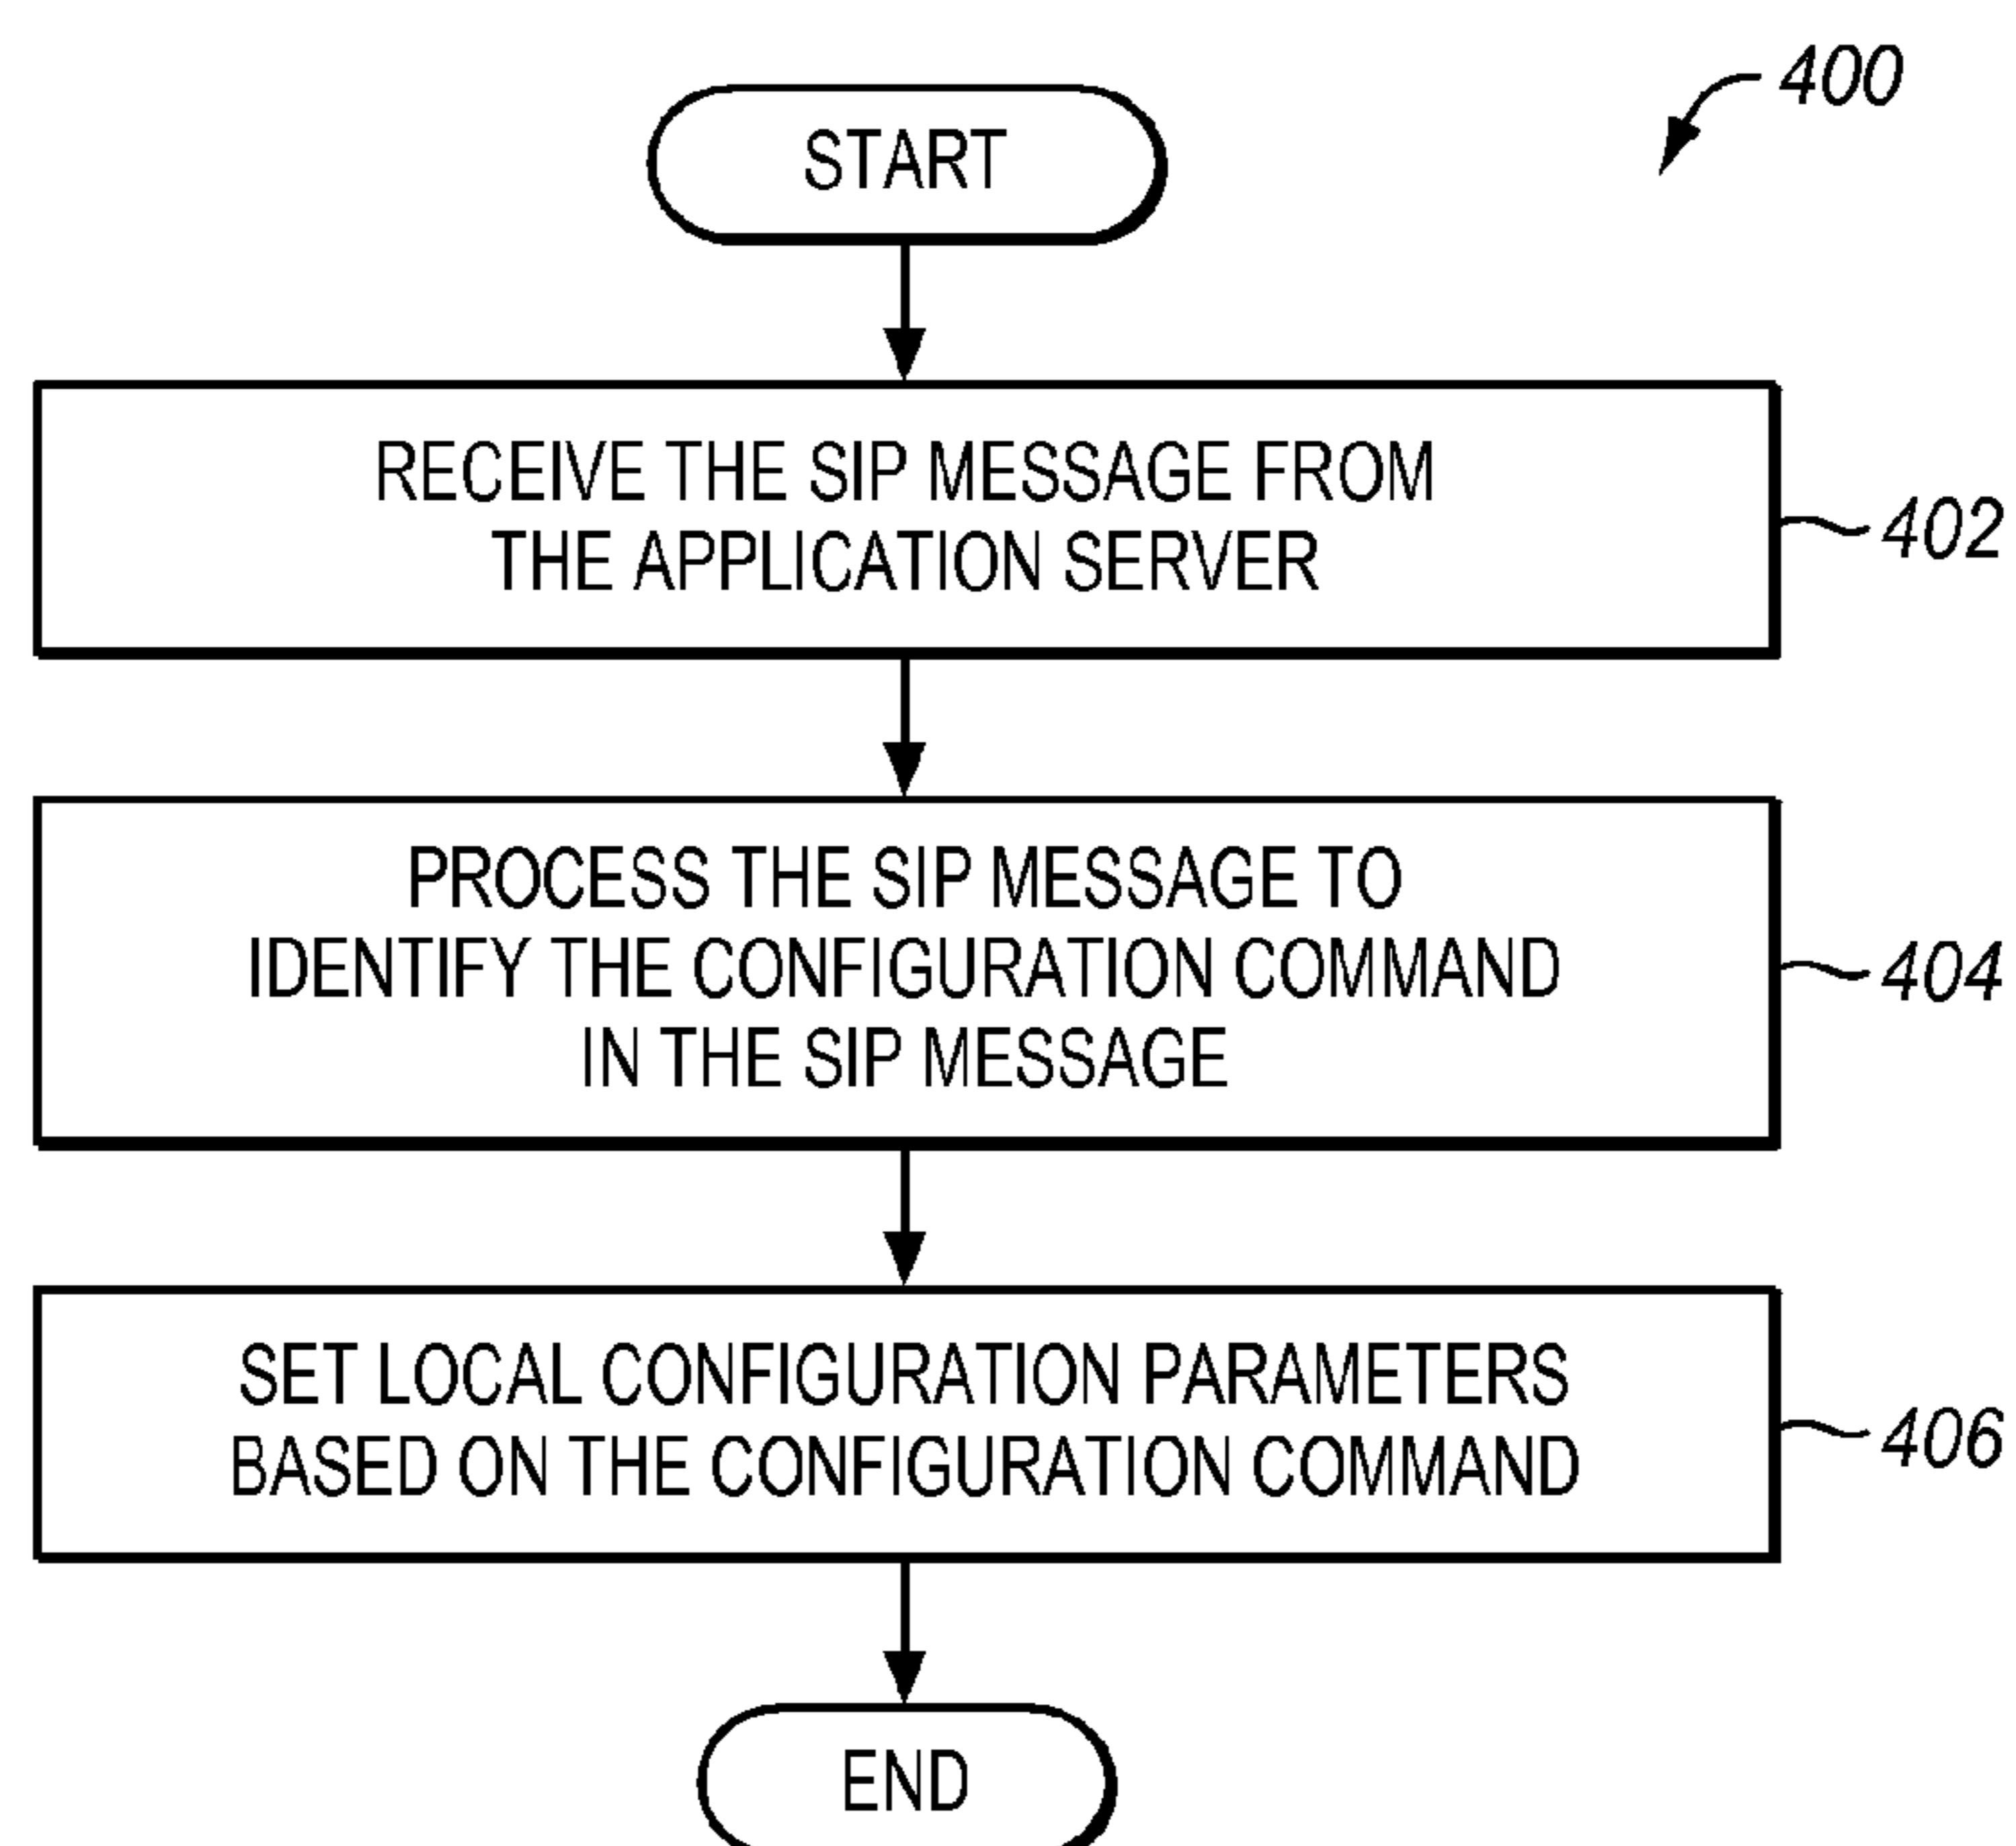 400
START
RECEIVE THE SIP MESSAGE FROM
THE APPLICATION SERVER
402
PROCESS THE SIP MESSAGE TO
IDENTIFY THE CONFIGURATION COMMAND
IN THE SIP MESSAGE
404
SET LOCAL CONFIGURATION PARAMETERS
BASED ON THE CONFIGURATION COMMAND
406
END